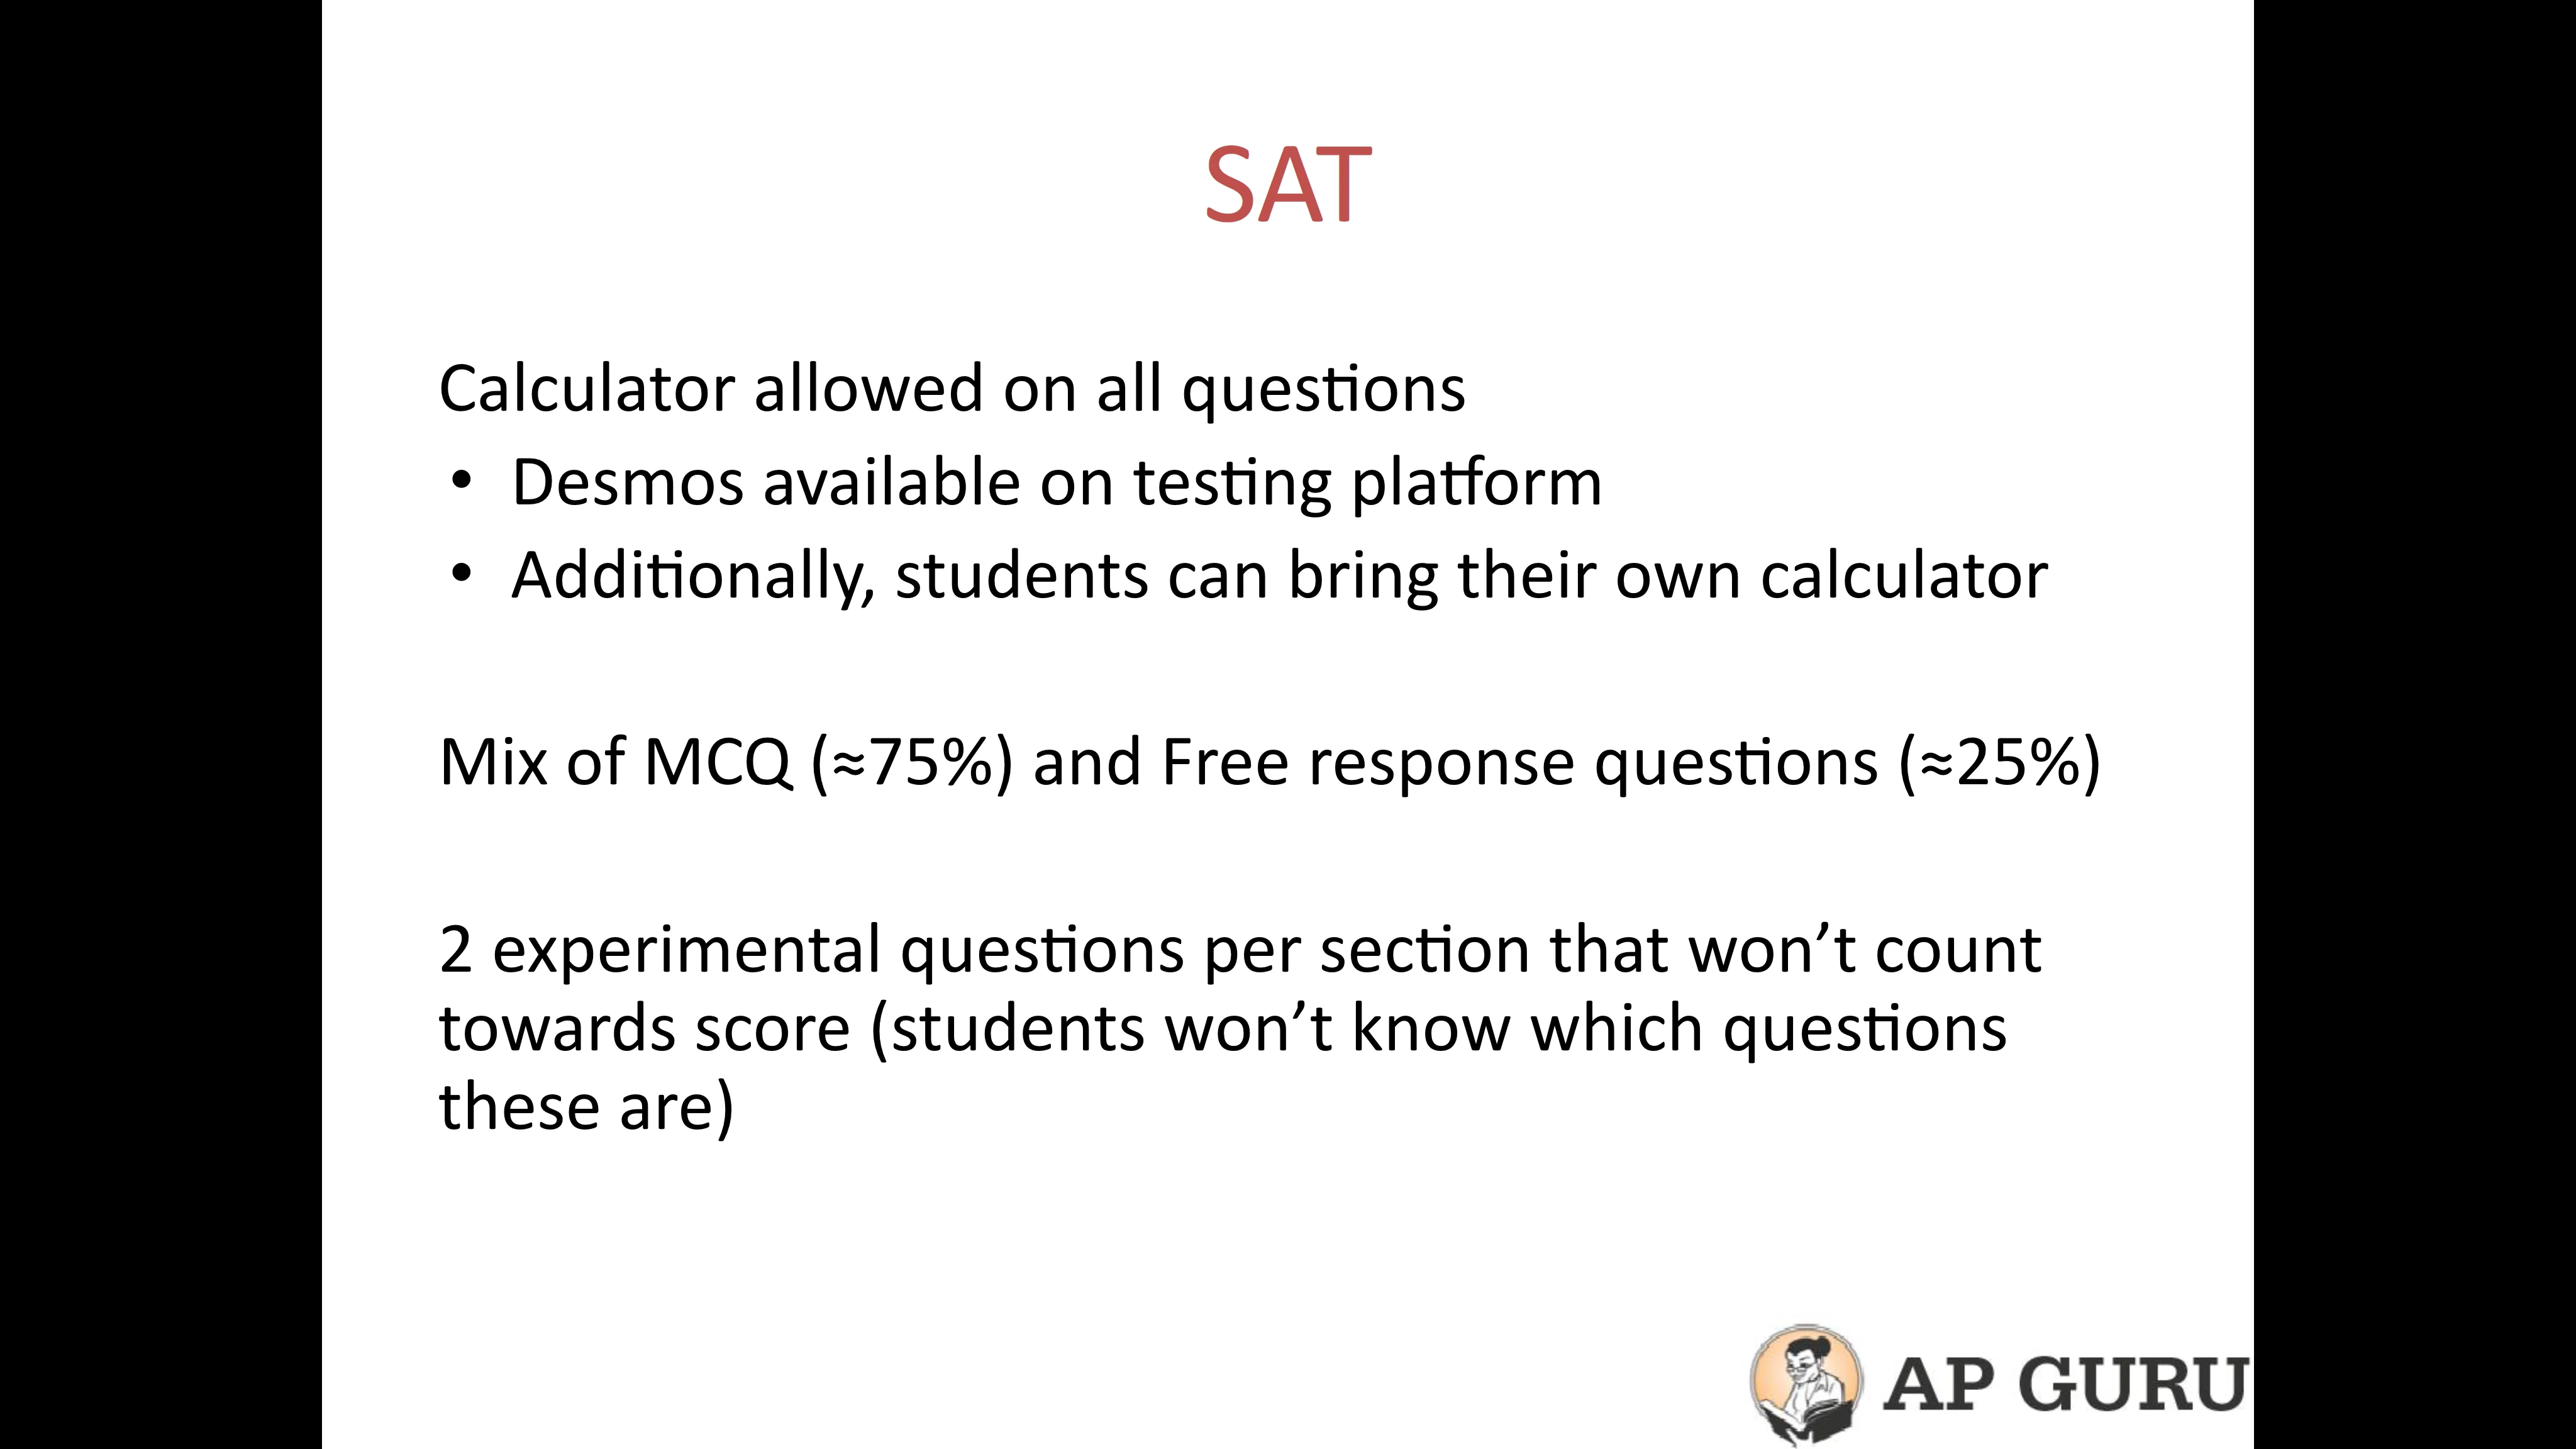 SAT
Calculator allowed on all questions
• Desmos available on testing platform
• Additionally, students can bring their own calculator
Mix of MCQ (≈75%) and Free response questions (≈25%)
2 experimental questions per section that won’t count
towards score (students won’t know which questions
these are)
AP GURU